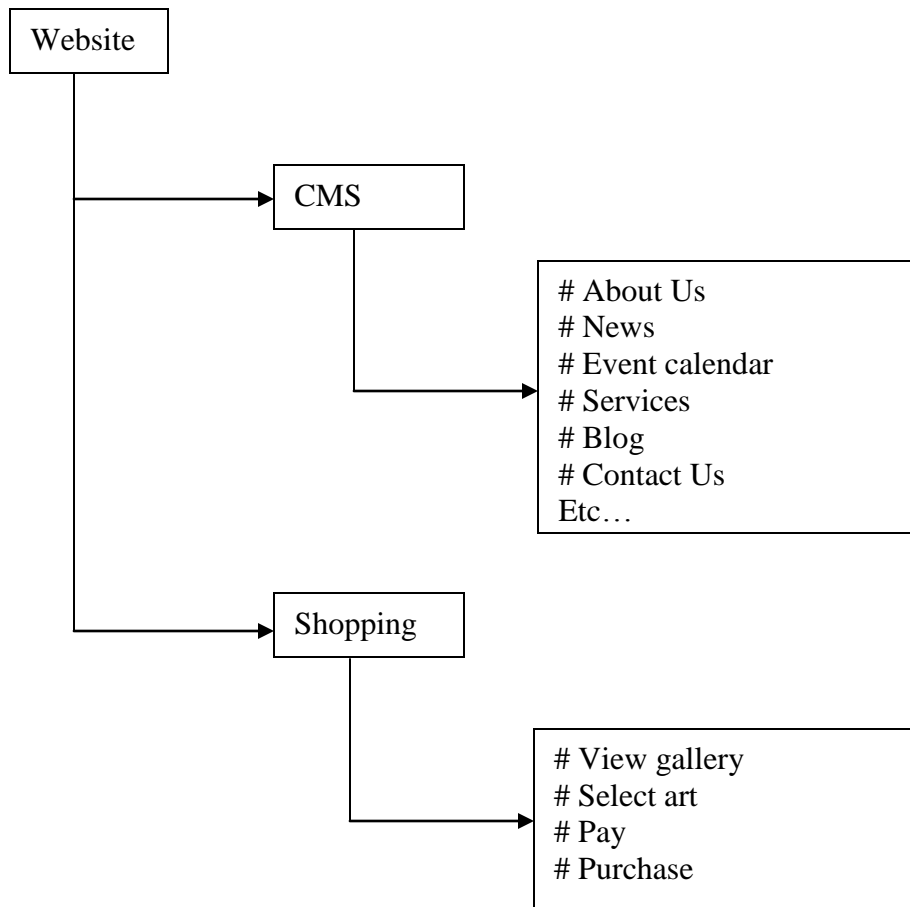 Website
CMS
# About Us
# News
# Event calendar
# Services
# Blog
# Contact Us
Etc…
Shopping
# View gallery
# Select art
# Pay
# Purchase